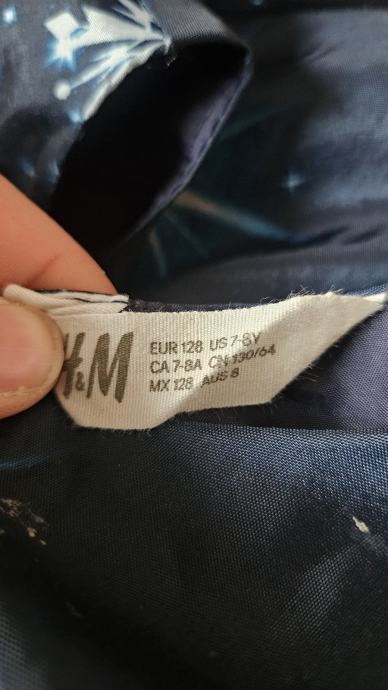 H&M
EUR 128 US 7-8Y
CA 7-8A CN 130/64
MX 128 AUS 8